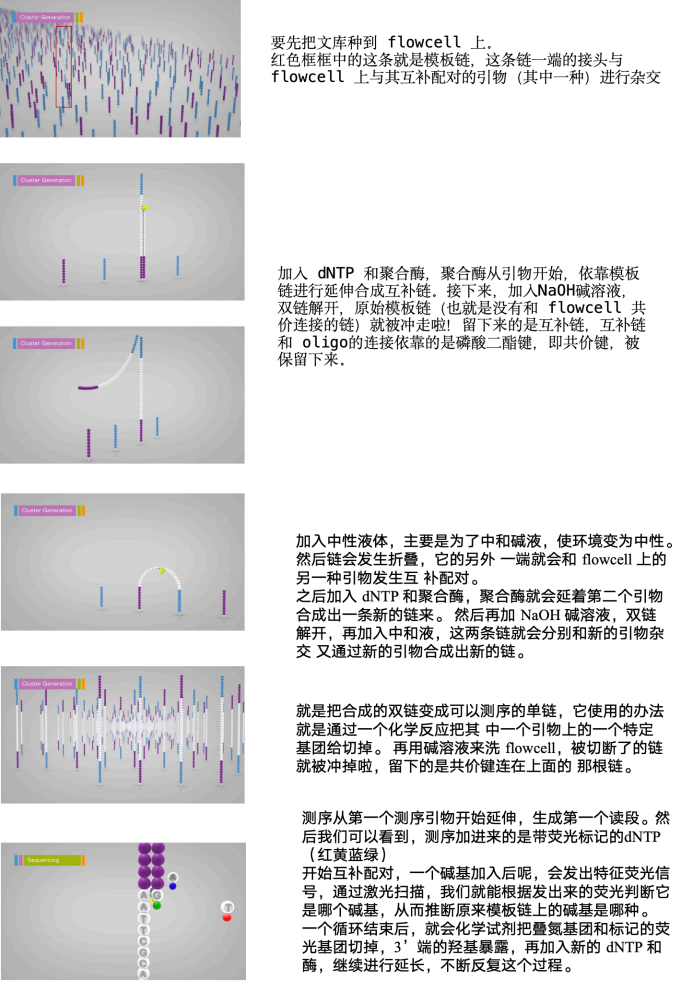 Cluster Generation
要先把文库种到 flowcell 上。
红色框框中的这条就是模板链，这条链一端的接头与
flowcell 上与其互补配对的引物（其中一种）进行杂交
Cluster Generation
加入 dNTP 和聚合酶，聚合酶从引物开始，依靠模板
链进行延伸合成互补链。接下来，加入NaOH碱溶液，
双链解开，原始模板链（也就是没有和 flowcell 共
价连接的链）就被冲走啦！留下来的是互补链，互补链
和 oligo的连接依靠的是磷酸二酯键，即共价键，被
保留下来。
Cluster Generation
Cluster Generation
加入中性液体，主要是为了中和碱液，使环境变为中性。
然后链会发生折叠，它的另外 一端就会和 flowcell 上的
另一种引物发生互 补配对。
之后加入 dNTP 和聚合酶，聚合酶就会延着第二个引物
合成出一条新的链来。 然后再加 NaOH 碱溶液，双链
解开，再加入中和液，这两条链就会分别和新的引物杂
交 又通过新的引物合成出新的链。
Cluster Generation
就是把合成的双链变成可以测序的单链，它使用的办法
就是通过一个化学反应把其 中一个引物上的一个特定
基团给切掉。 再用碱溶液来洗 flowcell，被切断了的链
就被冲掉啦，留下的是共价键连在上面的 那根链。
测序从第一个测序引物开始延伸，生成第一个读段。然
后我们可以看到，测序加进来的是带荧光标记的dNTP
（红黄蓝绿）
开始互补配对，一个碱基加入后呢，会发出特征荧光信
号，通过激光扫描，我们就能根据发出来的荧光判断它
是哪个碱基，从而推断原来模板链上的碱基是哪种。
一个循环结束后，就会化学试剂把叠氮基团和标记的荧
光基团切掉，3’端的羟基暴露，再加入新的 dNTP 和
酶，继续进行延长，不断反复这个过程。
Sequencing
A
A G
A
T
T
T
C
G
C
A